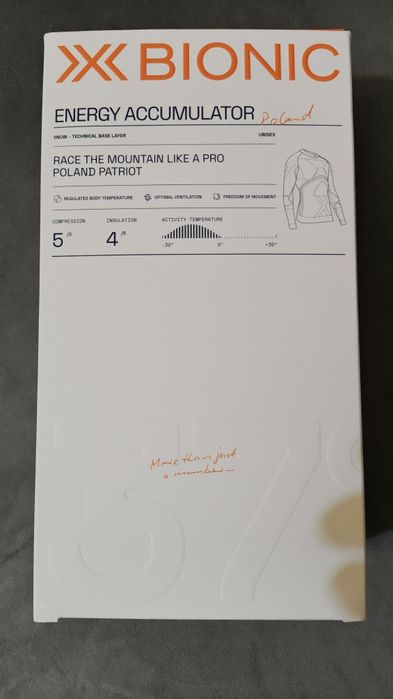 X BIONIC
ENERGY ACCUMULATOR Poland
SNOW - TECHNICAL BASE LAYER UNISEX
RACE THE MOUNTAIN LIKE A PRO
POLAND PATRIOT
REGULATED BODY TEMPERATURE OPTIMAL VENTILATION FREEDOM OF MOVEMENT
COMPRESSION INSULATION ACTIVITY TEMPERATURE
5 /5 4 /5
-30° 0° +30°
37°
More than just
a number...